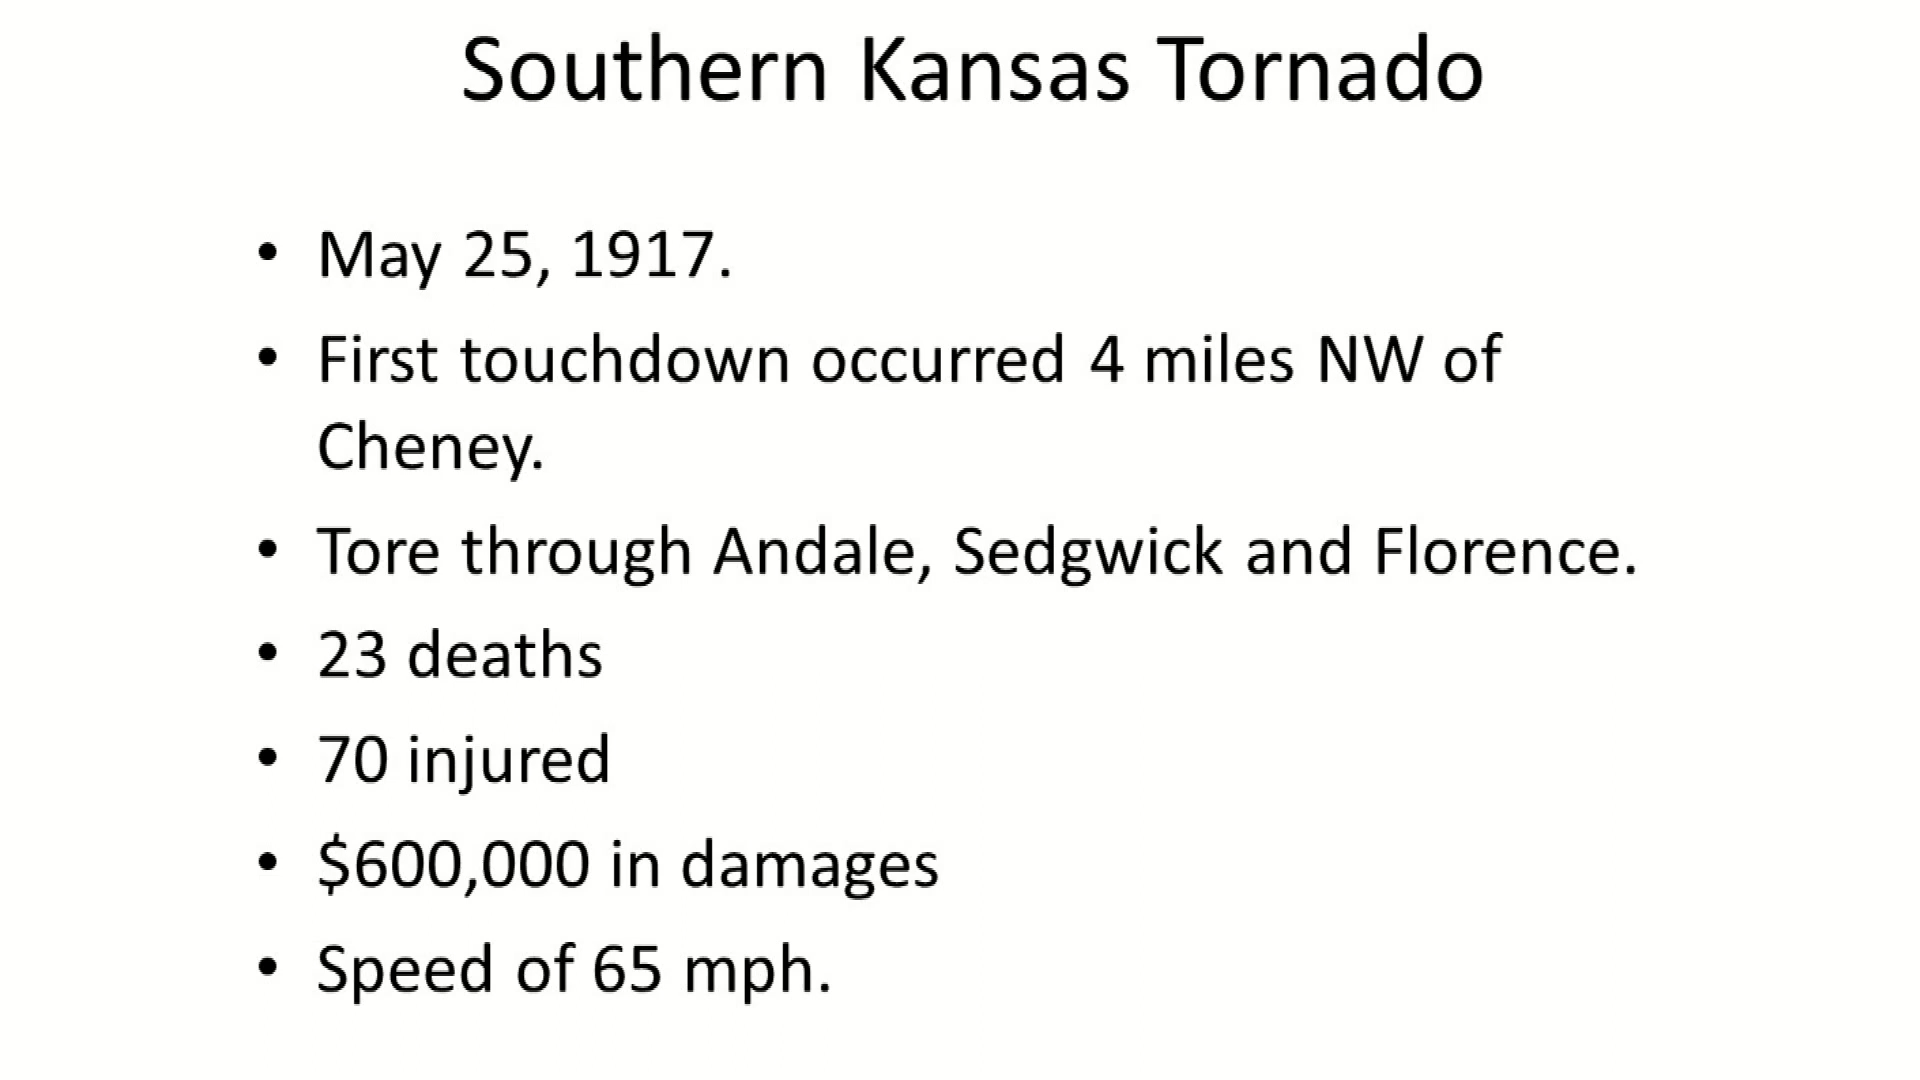 Southern Kansas Tornado
• May 25, 1917.
• First touchdown occurred 4 miles NW of
Cheney.
• Tore through Andale, Sedgwick and Florence.
• 23 deaths
• 70 injured
• $600,000 in damages
• Speed of 65 mph.